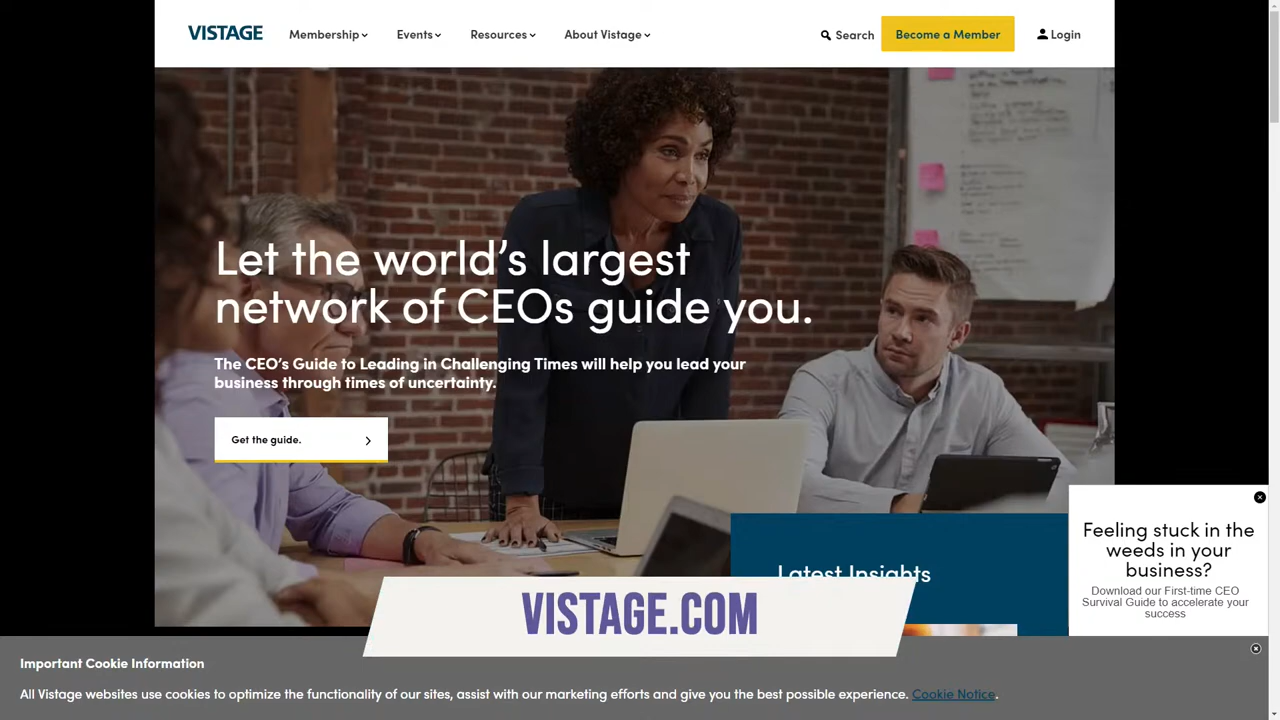 VISTAGE
Membership
Events
Resources
About Vistage
Search
Become a Member
Login
Let the world's largest
network of CEOs guide you.
The CEO's Guide to Leading in Challenging Times will help you lead your
business through times of uncertainty.
Get the guide.
Latest Insights
Feeling stuck in the
weeds in your
business?
Download our First-time CEO
Survival Guide to accelerate your
success
VISTAGE.COM
Important Cookie Information
All Vistage websites use cookies to optimize the functionality of our sites, assist with our marketing efforts and give you the best possible experience. Cookie Notice.